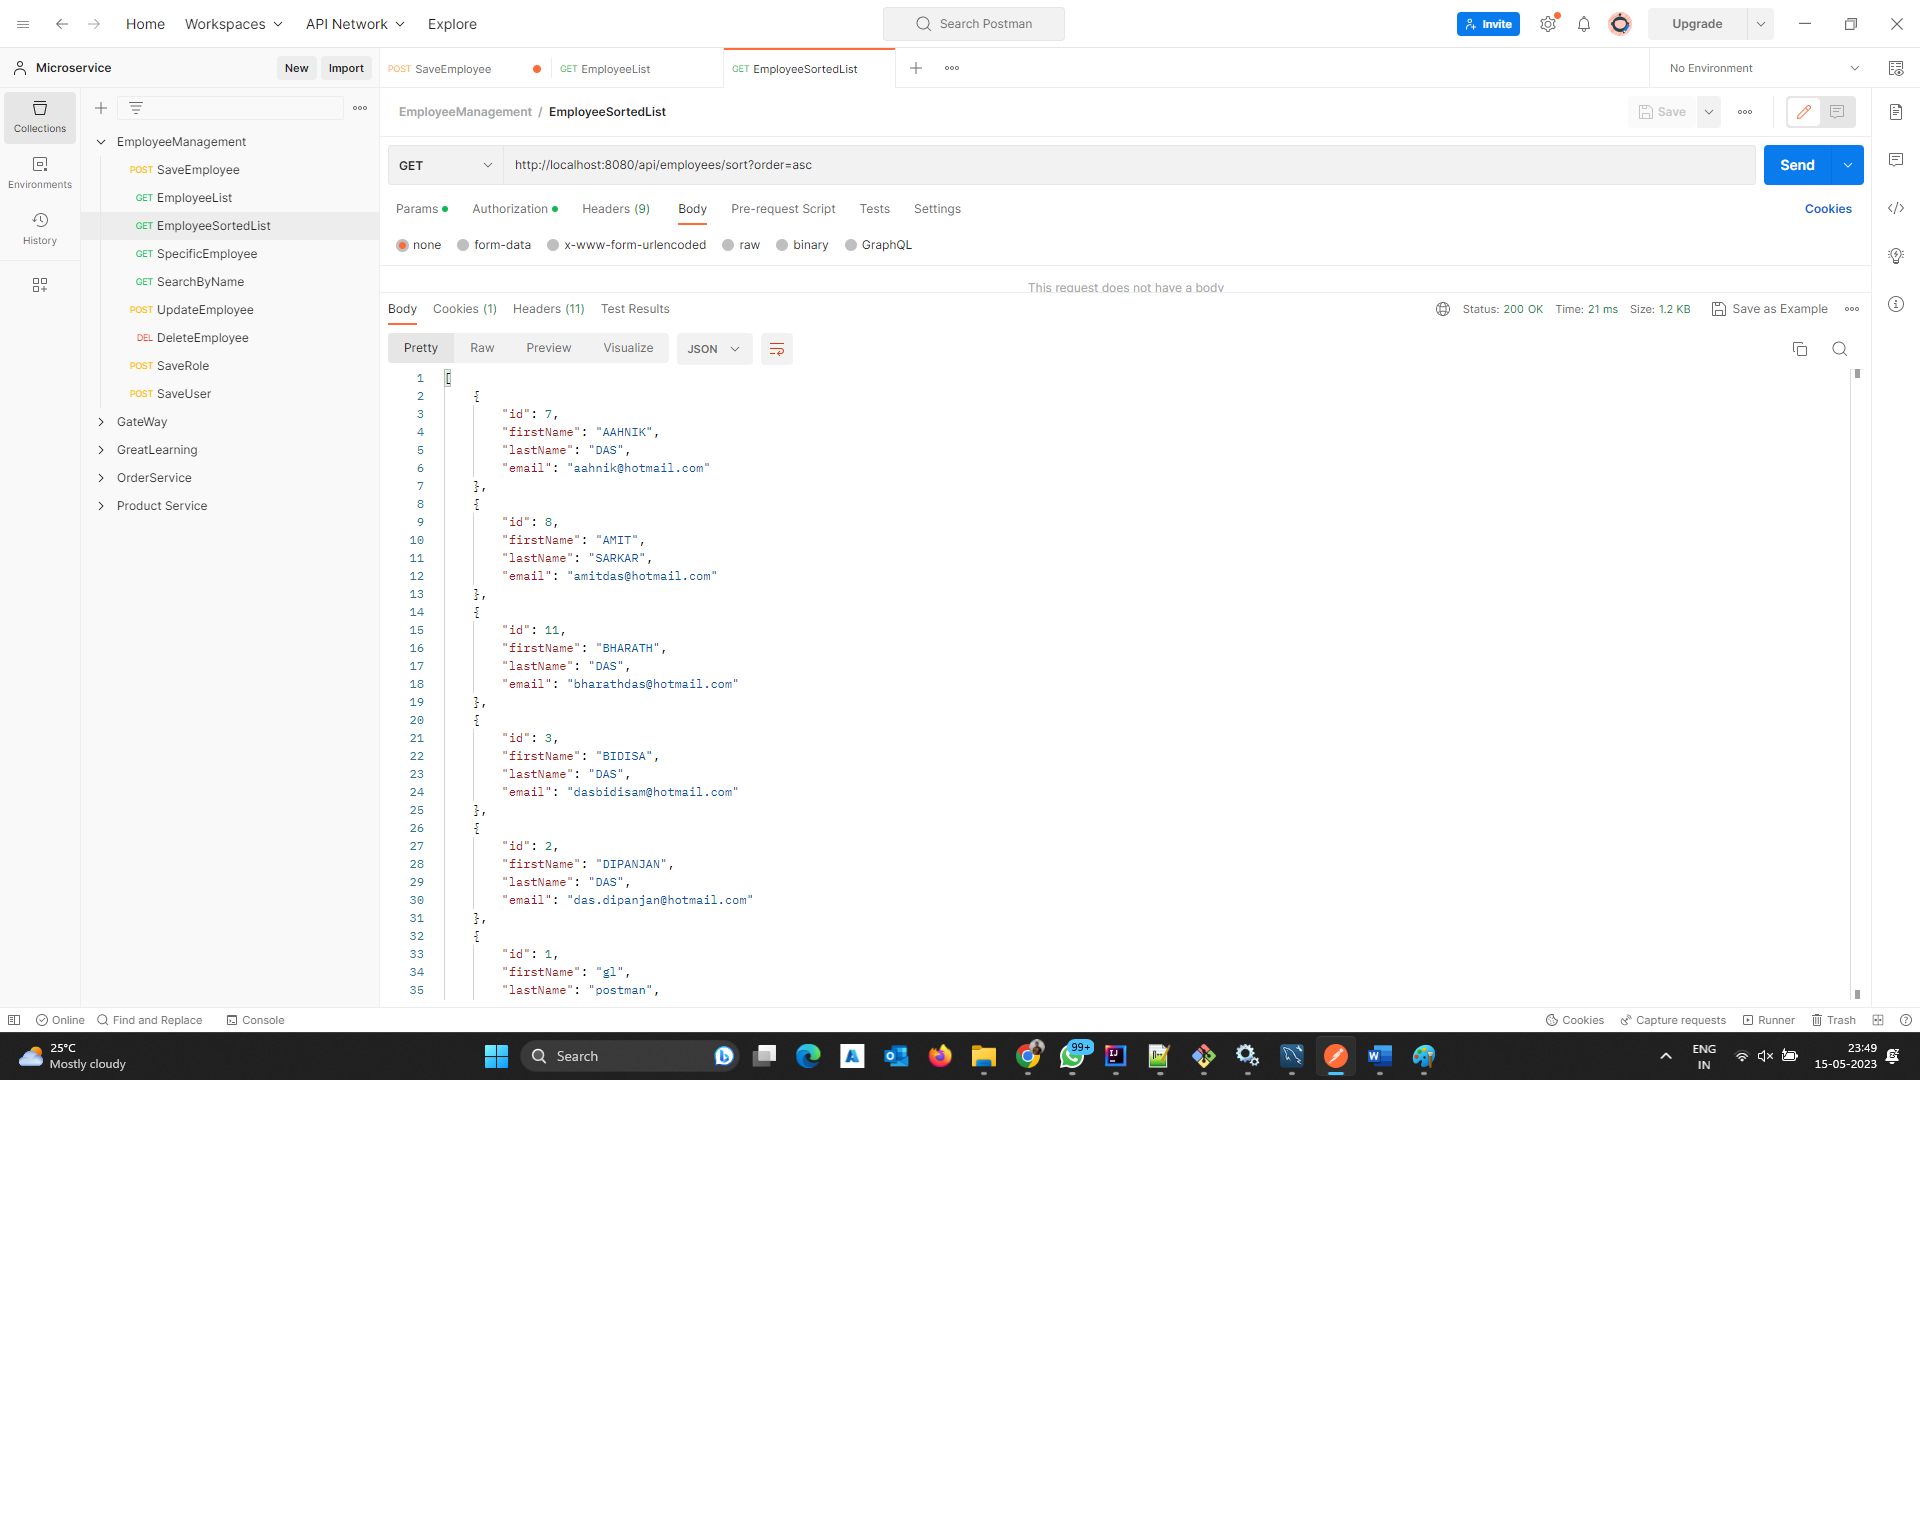 Home Workspaces API Network Explore Search Postman Invite Upgrade
Microservice New Import POST SaveEmployee GET EmployeeList GET EmployeeSortedList No Environment
Collections
Environments
History
EmployeeManagement
POST SaveEmployee
GET EmployeeList
GET EmployeeSortedList
GET SpecificEmployee
GET SearchByName
POST UpdateEmployee
DEL DeleteEmployee
POST SaveRole
POST SaveUser
GateWay
GreatLearning
OrderService
Product Service
EmployeeManagement / EmployeeSortedList Save
GET http://localhost:8080/api/employees/sort?order=asc Send
Params Authorization Headers (9) Body Pre-request Script Tests Settings Cookies
none form-data x-www-form-urlencoded raw binary GraphQL
This request does not have a body
Body Cookies (1) Headers (11) Test Results Status: 200 OK Time: 21 ms Size: 1.2 KB Save as Example
Pretty Raw Preview Visualize JSON
1 [
2 {
3 "id": 7,
4 "firstName": "AAHNIK",
5 "lastName": "DAS",
6 "email": "aahnik@hotmail.com"
7 },
8 {
9 "id": 8,
10 "firstName": "AMIT",
11 "lastName": "SARKAR",
12 "email": "amitdas@hotmail.com"
13 },
14 {
15 "id": 11,
16 "firstName": "BHARATH",
17 "lastName": "DAS",
18 "email": "bharathdas@hotmail.com"
19 },
20 {
21 "id": 3,
22 "firstName": "BIDISA",
23 "lastName": "DAS",
24 "email": "dasbidisam@hotmail.com"
25 },
26 {
27 "id": 2,
28 "firstName": "DIPANJAN",
29 "lastName": "DAS",
30 "email": "das.dipanjan@hotmail.com"
31 },
32 {
33 "id": 1,
34 "firstName": "gl",
35 "lastName": "postman",
Online Find and Replace Console Cookies Capture requests Runner Trash
25°C
Mostly cloudy
Search
99+
ENG
IN
23:49
15-05-2023